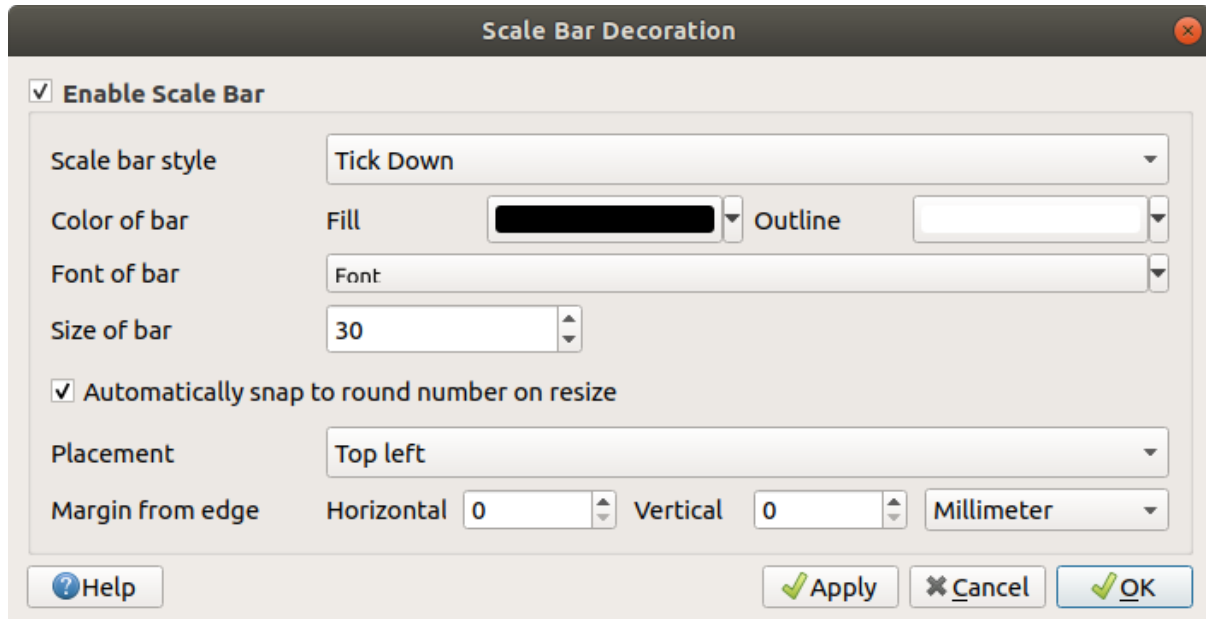 Scale Bar Decoration
Enable Scale Bar
Scale bar style Tick Down
Color of bar Fill Outline
Font of bar Font
Size of bar 30
Automatically snap to round number on resize
Placement Top left
Margin from edge Horizontal 0 Vertical 0 Millimeter
Help Apply Cancel OK